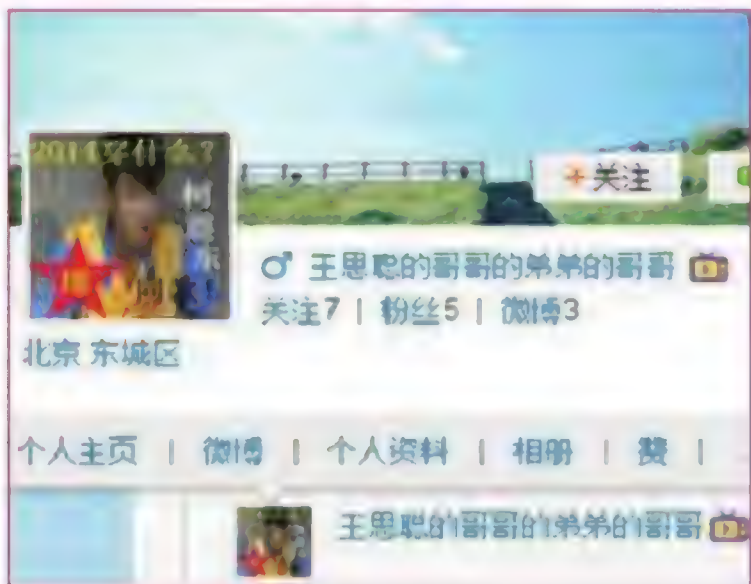 2014穿什么?
+关注
♂ 王思聪的哥哥的弟弟的哥哥
关注7 | 粉丝5 | 微博3
北京 东城区
个人主页 | 微博 | 个人资料 | 相册 | 赞 |
王思聪的哥哥的弟弟的哥哥